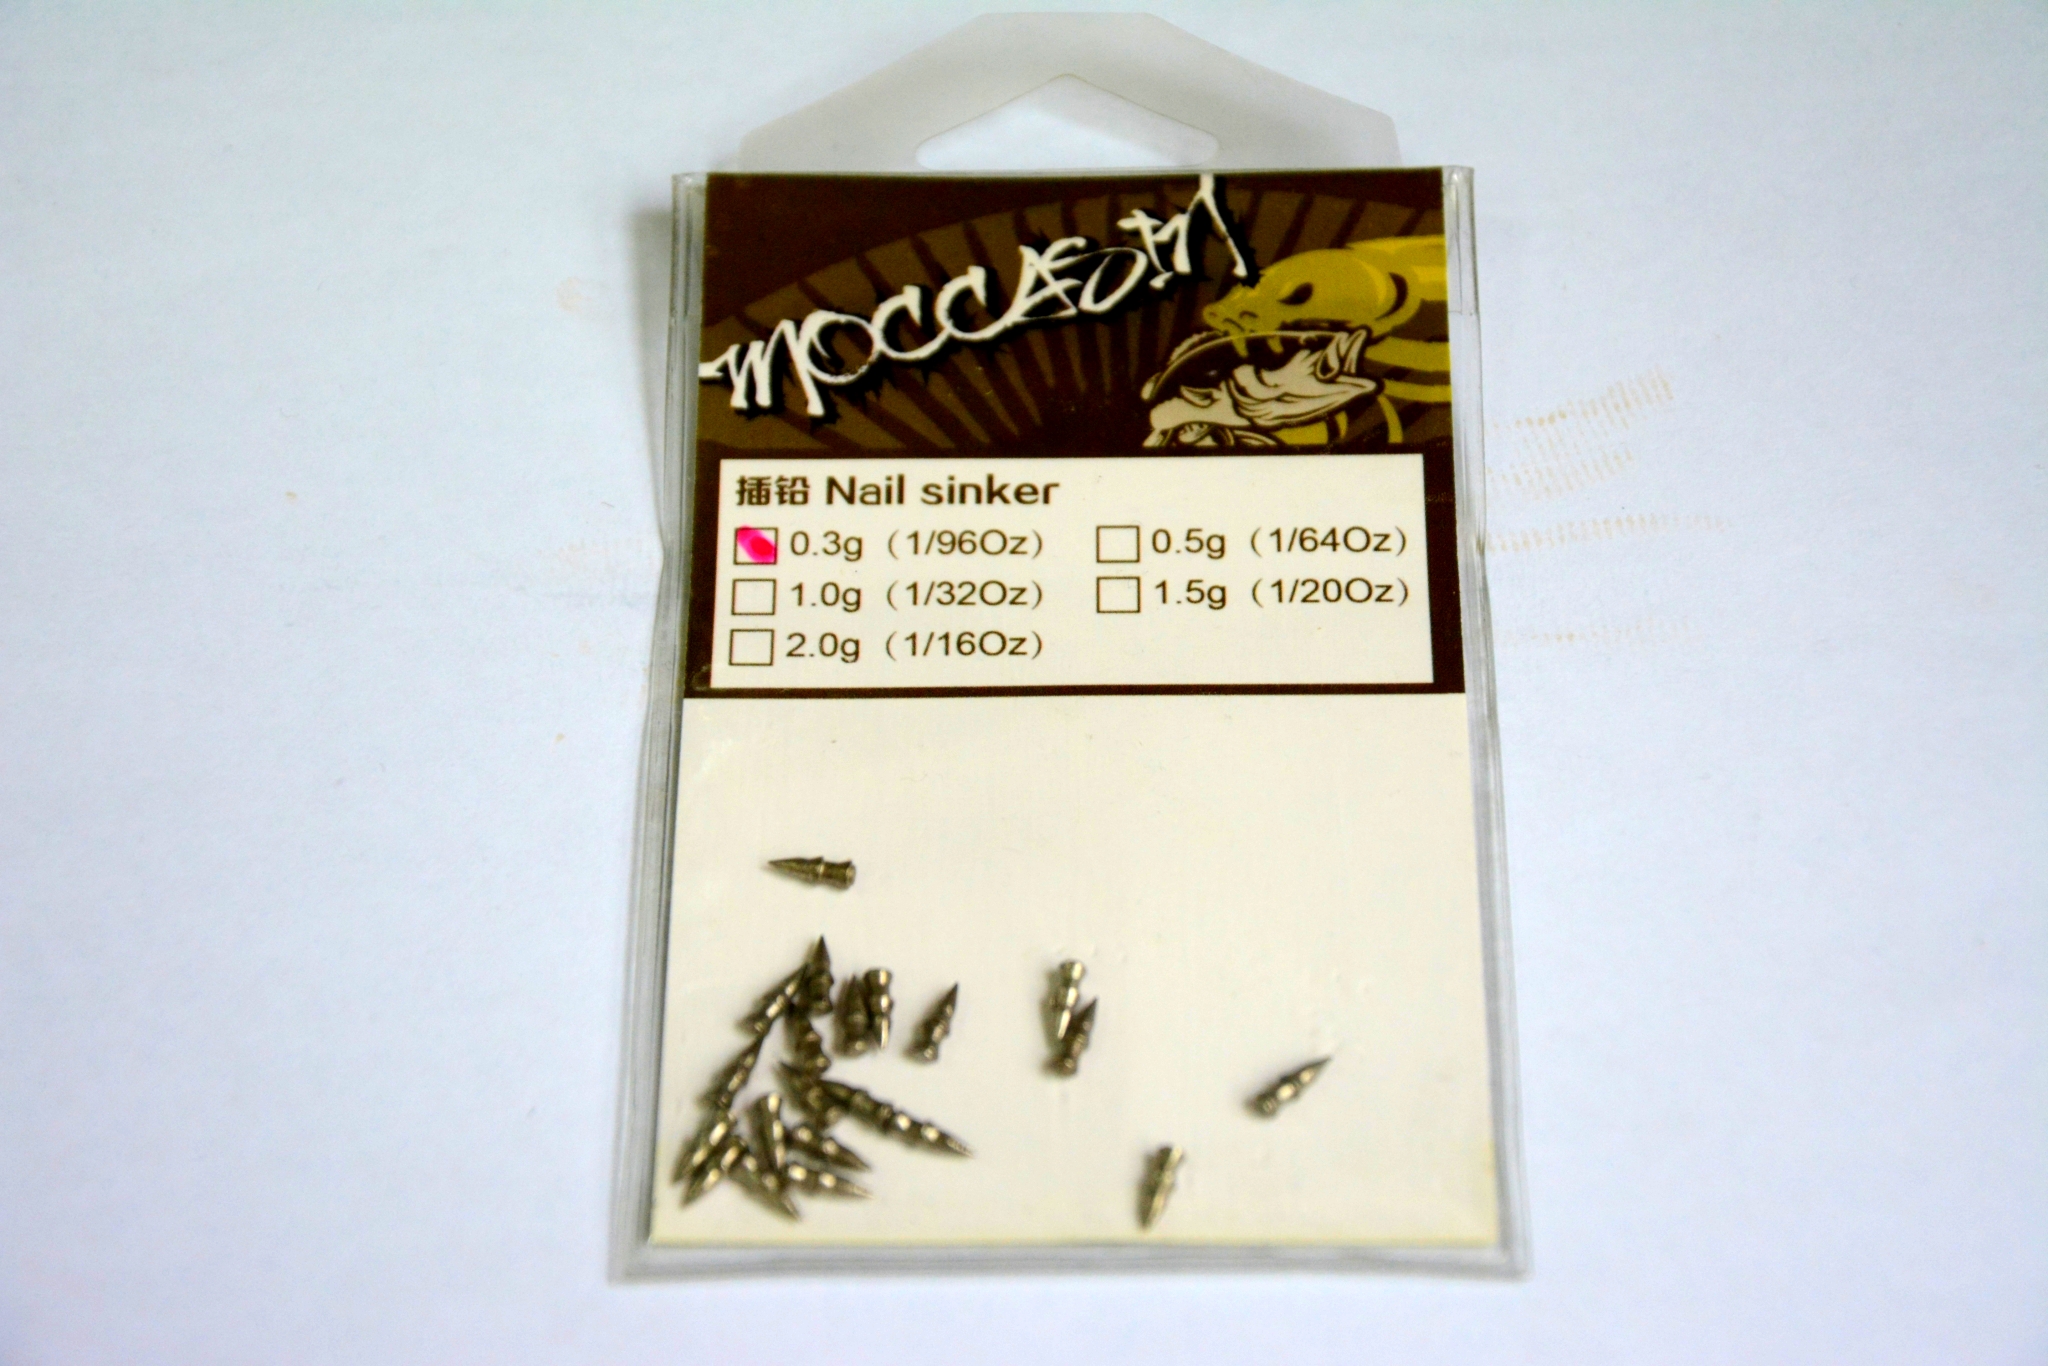 MOCCASIN
插铅 Nail sinker
0.3g（1/96Oz） 0.5g（1/64Oz）
1.0g（1/32Oz） 1.5g（1/20Oz）
2.0g（1/16Oz）